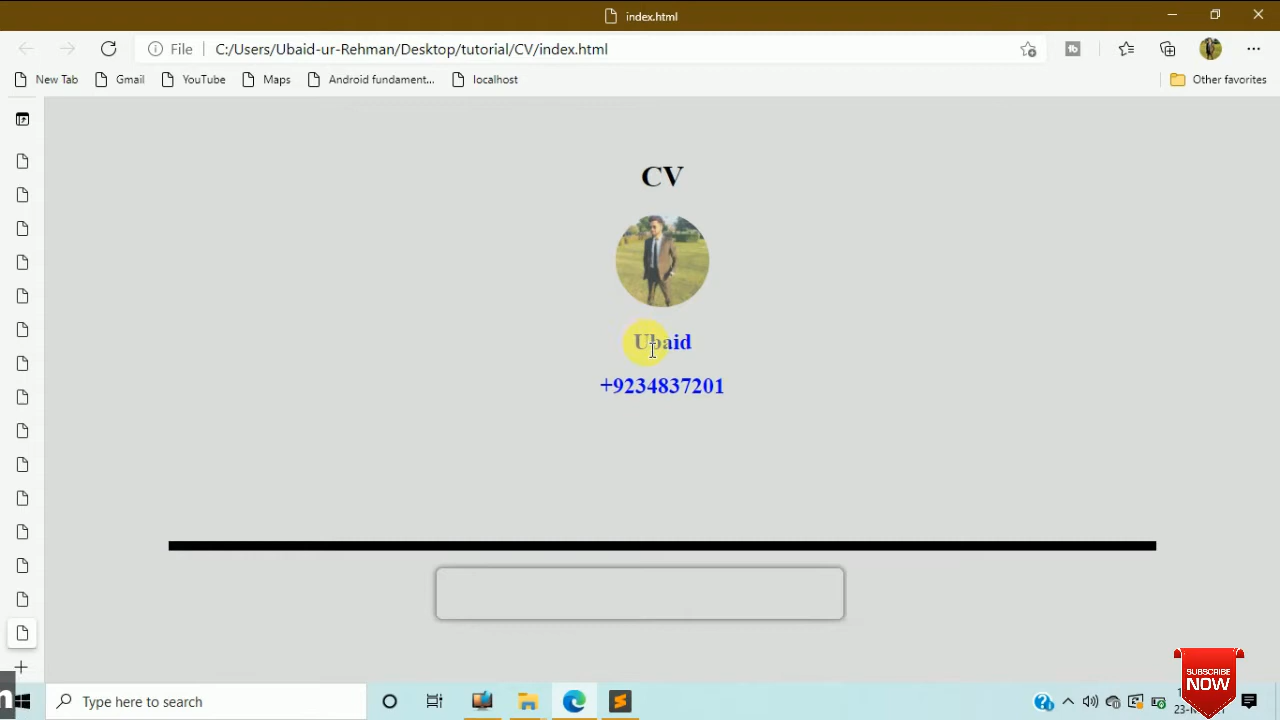 index.html
File
C:/Users/Ubaid-ur-Rehman/Desktop/tutorial/CV/index.html
New Tab
Gmail
YouTube
Maps
Android fundament...
localhost
Other favorites
CV
Ubaid
+9234837201
Type here to search
SUBSCRIBE
NOW